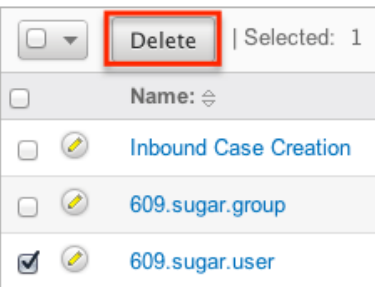 Delete | Selected: 1
Name:
Inbound Case Creation
609.sugar.group
609.sugar.user